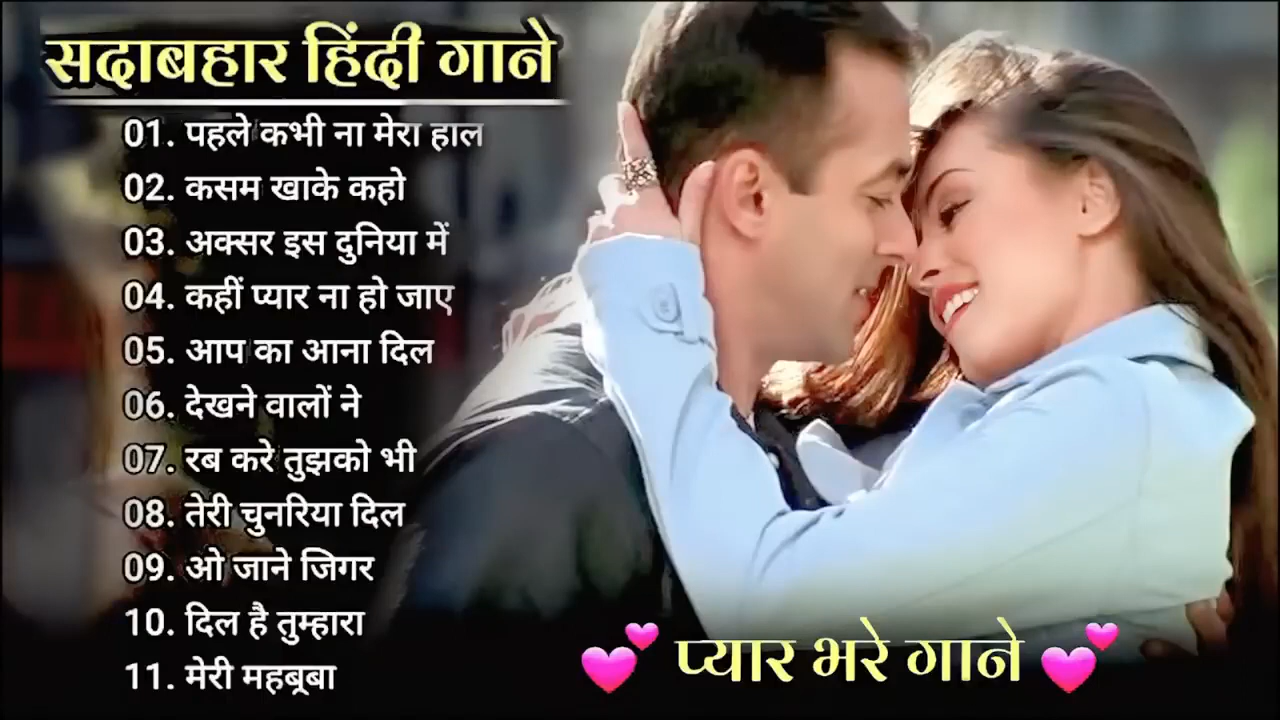 सदाबहार हिंदी गाने
01. पहले कभी ना मेरा हाल
02. कसम खाके कहो
03. अक्सर इस दुनिया में
04. कहीं प्यार ना हो जाए
05. आप का आना दिल
06. देखने वालों ने
07. रब करे तुझको भी
08. तेरी चुनरिया दिल
09. ओ जाने जिगर
10. दिल है तुम्हारा
11. मेरी महबूबा
प्यार भरे गाने